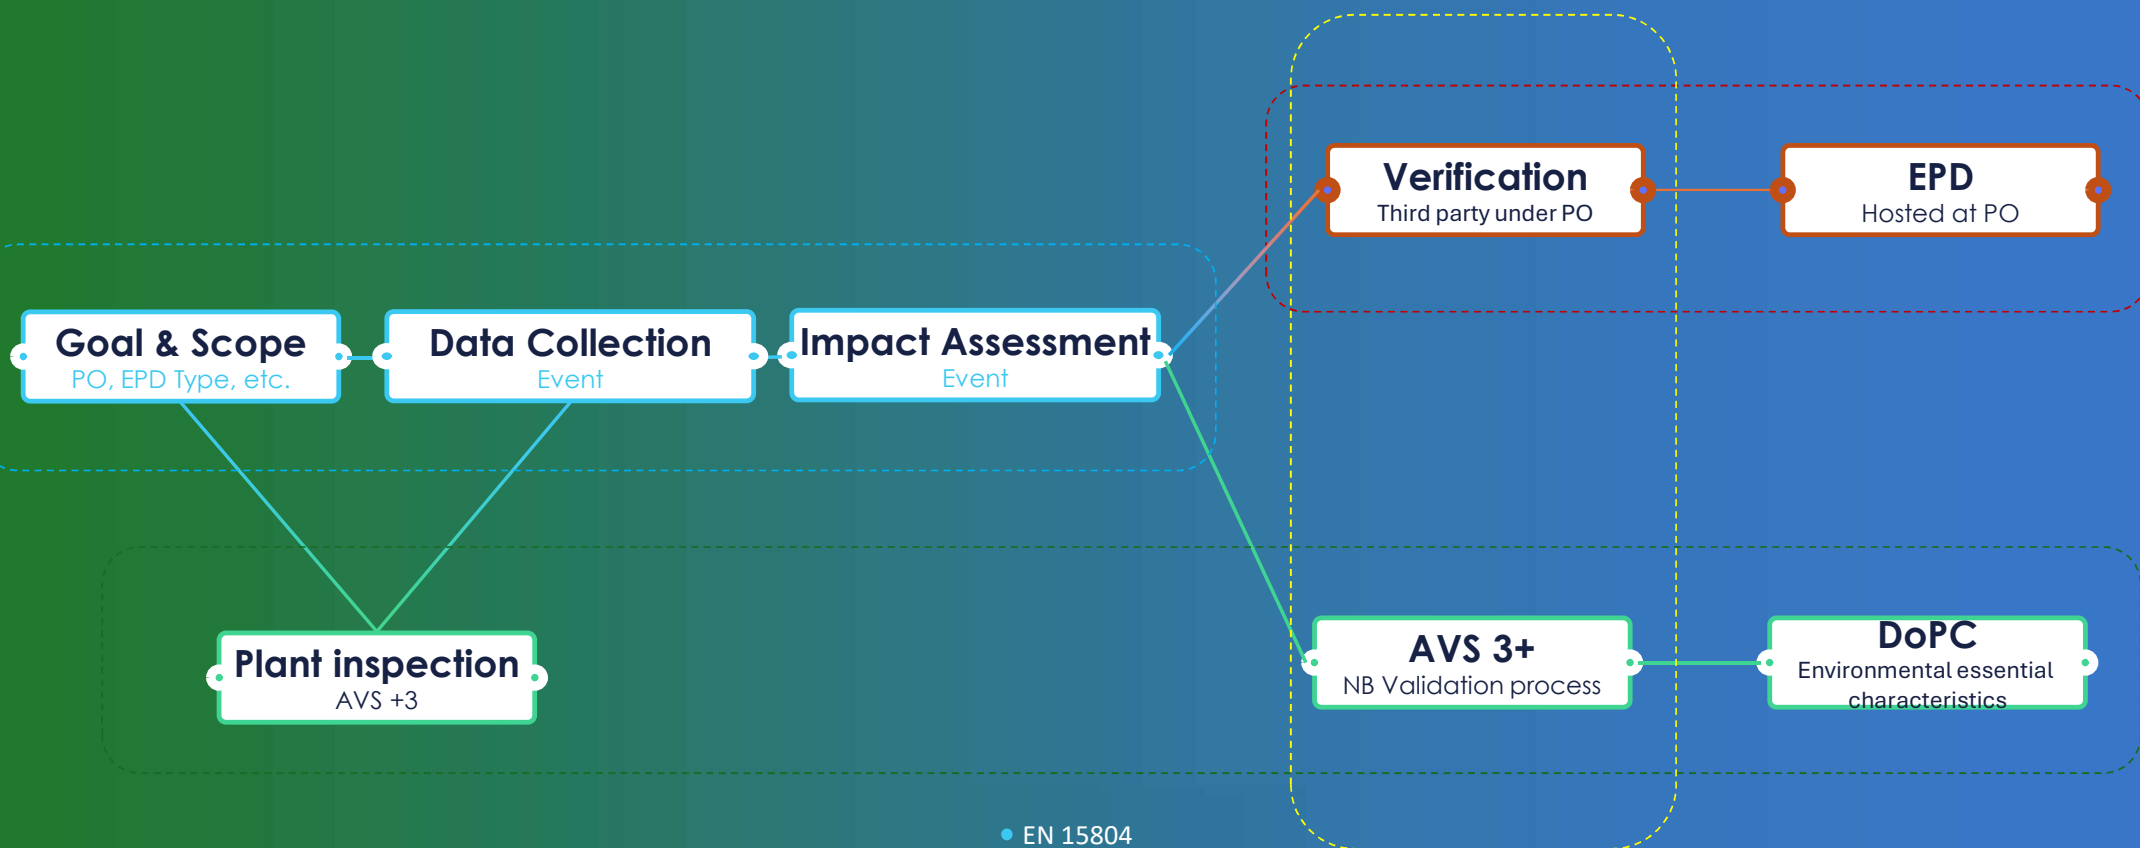 Verification
Third party under PO
EPD
Hosted at PO
Goal & Scope
PO, EPD Type, etc.
Data Collection
Event
Impact Assessment
Event
Plant inspection
AVS +3
AVS 3+
NB Validation process
DoPC
Environmental essential
characteristics
EN 15804